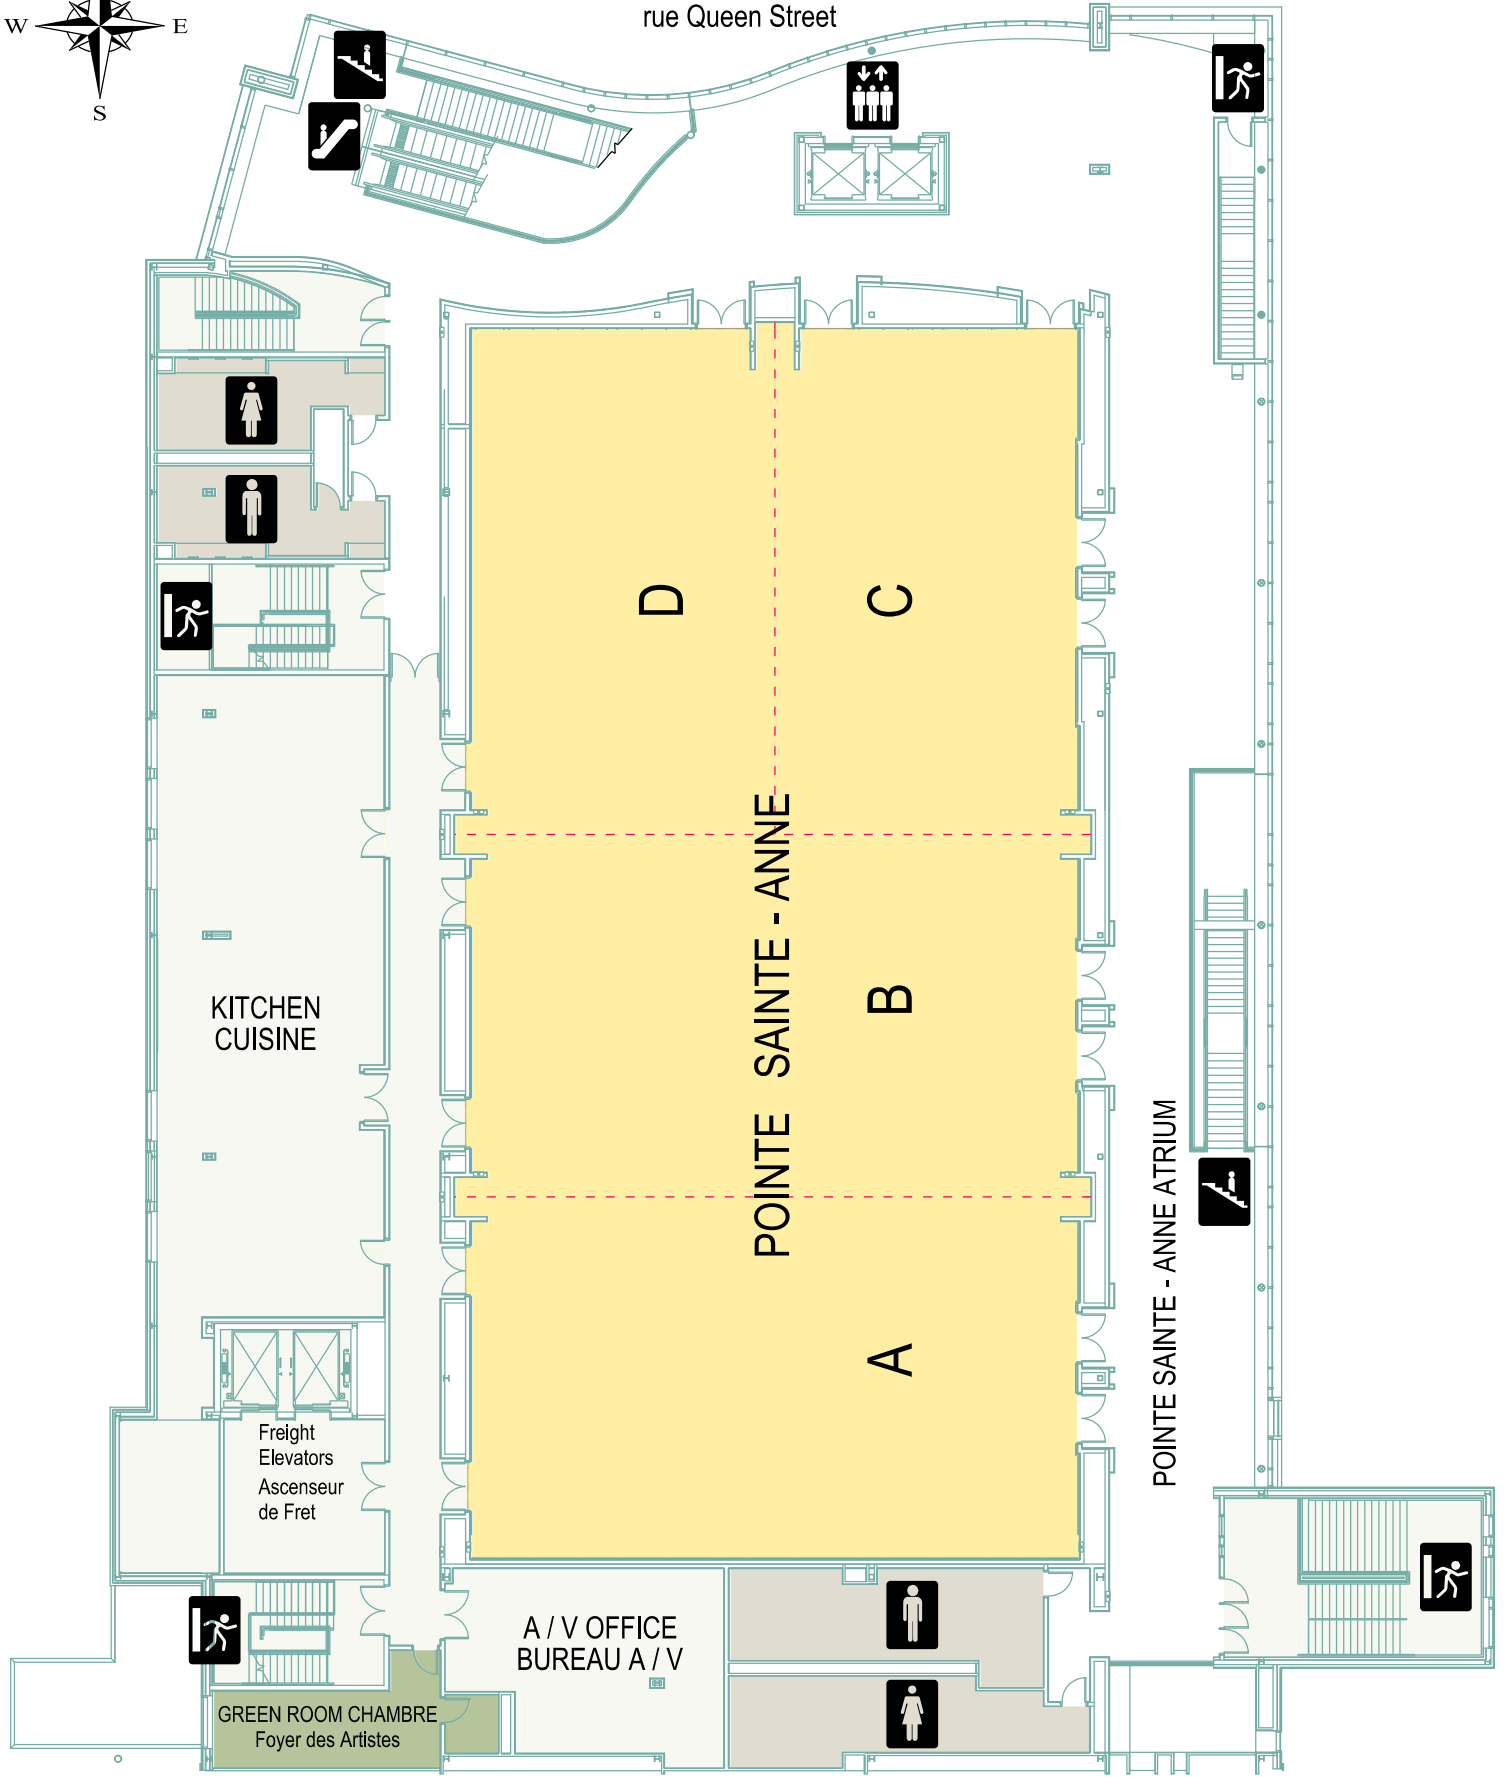 rue Queen Street
W
E
S
D
C
POINTE SAINTE - ANNE
B
KITCHEN
CUISINE
POINTE SAINTE - ANNE ATRIUM
A
Freight
Elevators
Ascenseur
de Fret
A / V OFFICE
BUREAU A / V
GREEN ROOM CHAMBRE
Foyer des Artistes